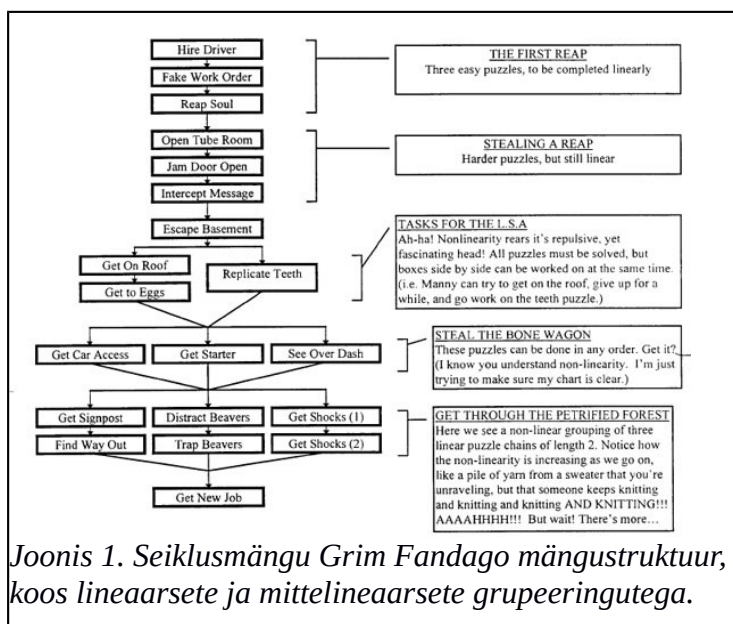 Hire Driver
Fake Work Order
Reap Soul
THE FIRST REAP
Three easy puzzles, to be completed linearly
Open Tube Room
Jam Door Open
Intercept Message
STEALING A REAP
Harder puzzles, but still linear
Escape Basement
Get On Roof
Replicate Teeth
Get to Eggs
TASKS FOR THE L.S.A
Ah-ha! Nonlinearity rears it's repulsive, yet
fascinating head! All puzzles must be solved, but
boxes side by side can be worked on at the same time.
(i.e. Manny can try to get on the roof, give up for a
while, and go work on the teeth puzzle.)
Get Car Access
Get Starter
See Over Dash
STEAL THE BONE WAGON
These puzzles can be done in any order. Get it?
(I know you understand non-linearity. I'm just
trying to make sure my chart is clear.)
Get Signpost
Distract Beavers
Get Shocks (1)
Find Way Out
Trap Beavers
Get Shocks (2)
Get New Job
GET THROUGH THE PETRIFIED FOREST
Here we see a non-linear grouping of three
linear puzzle chains of length 2. Notice how
the non-linearity is increasing as we go on,
like a pile of yarn from a sweater that you're
unraveling, but that someone keeps knitting
and knitting and knitting AND KNITTING!!!
AAAAHHHH!!! But wait! There's more...
Joonis 1. Seiklusmängu Grim Fandago mängustruktuur,
koos lineaarsete ja mittelineaarsete grupeeringutega.